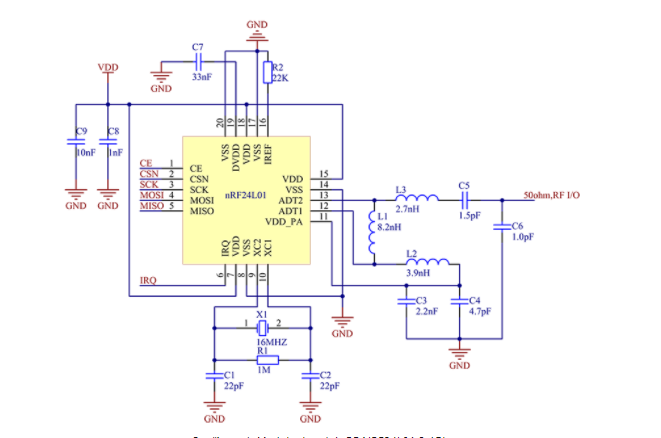 GND
C7
33nF
GND
R2
22K
VDD
C9
10nF
C8
1nF
GND
GND
20
19
18
17
16
VSS
DVDD
VDD
VSS
IREF
CE
CSN
SCK
MOSI
MISO
1
2
3
4
5
CE
CSN
SCK
MOSI
MISO
nRF24L01
VDD
VSS
ADT2
ADT1
VDD_PA
15
14
13
12
11
L3
2.7nH
C5
1.5pF
50ohm,RF I/O
L1
8.2nH
C6
1.0pF
L2
3.9nH
IRQ
VDD
VSS
XC2
XC1
6
7
8
9
10
IRQ
C3
2.2nF
C4
4.7pF
GND
GND
X1
1
2
16MHZ
R1
1M
C1
22pF
C2
22pF
GND
GND